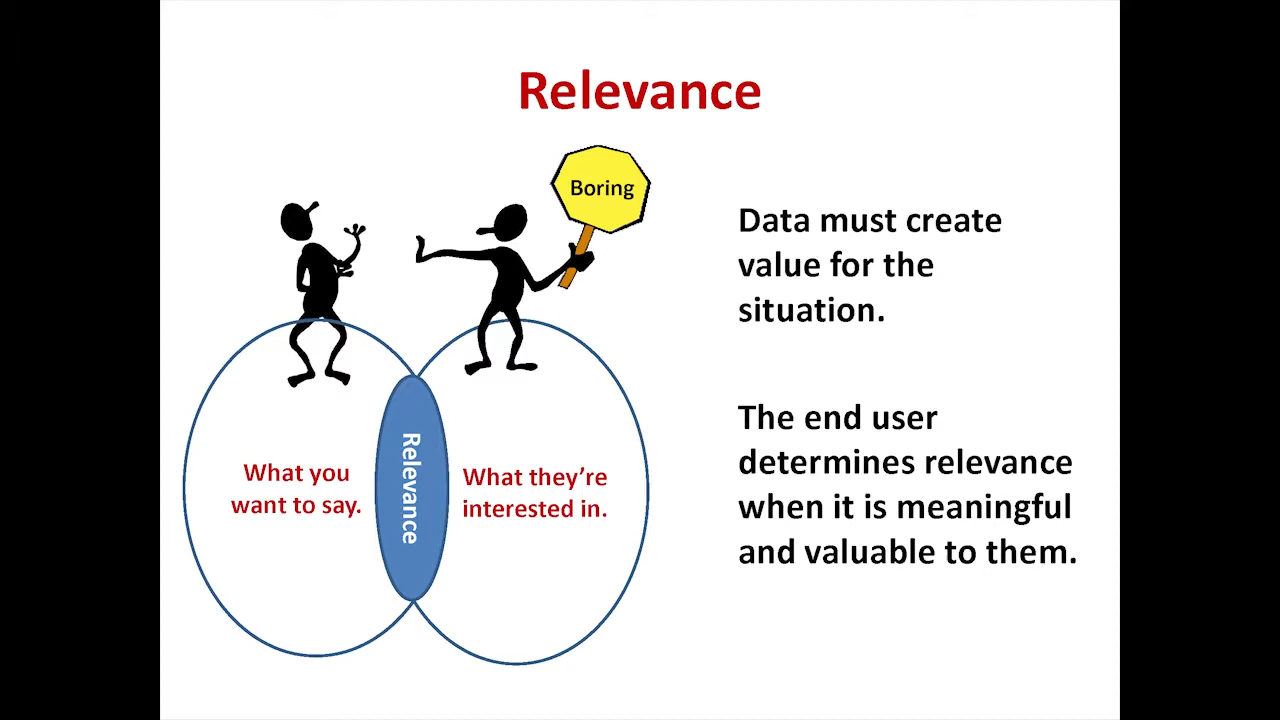 Relevance
Boring
Data must create
value for the
situation.
The end user
determines relevance
when it is meaningful
and valuable to them.
What you
want to say.
Relevance
What they’re
interested in.